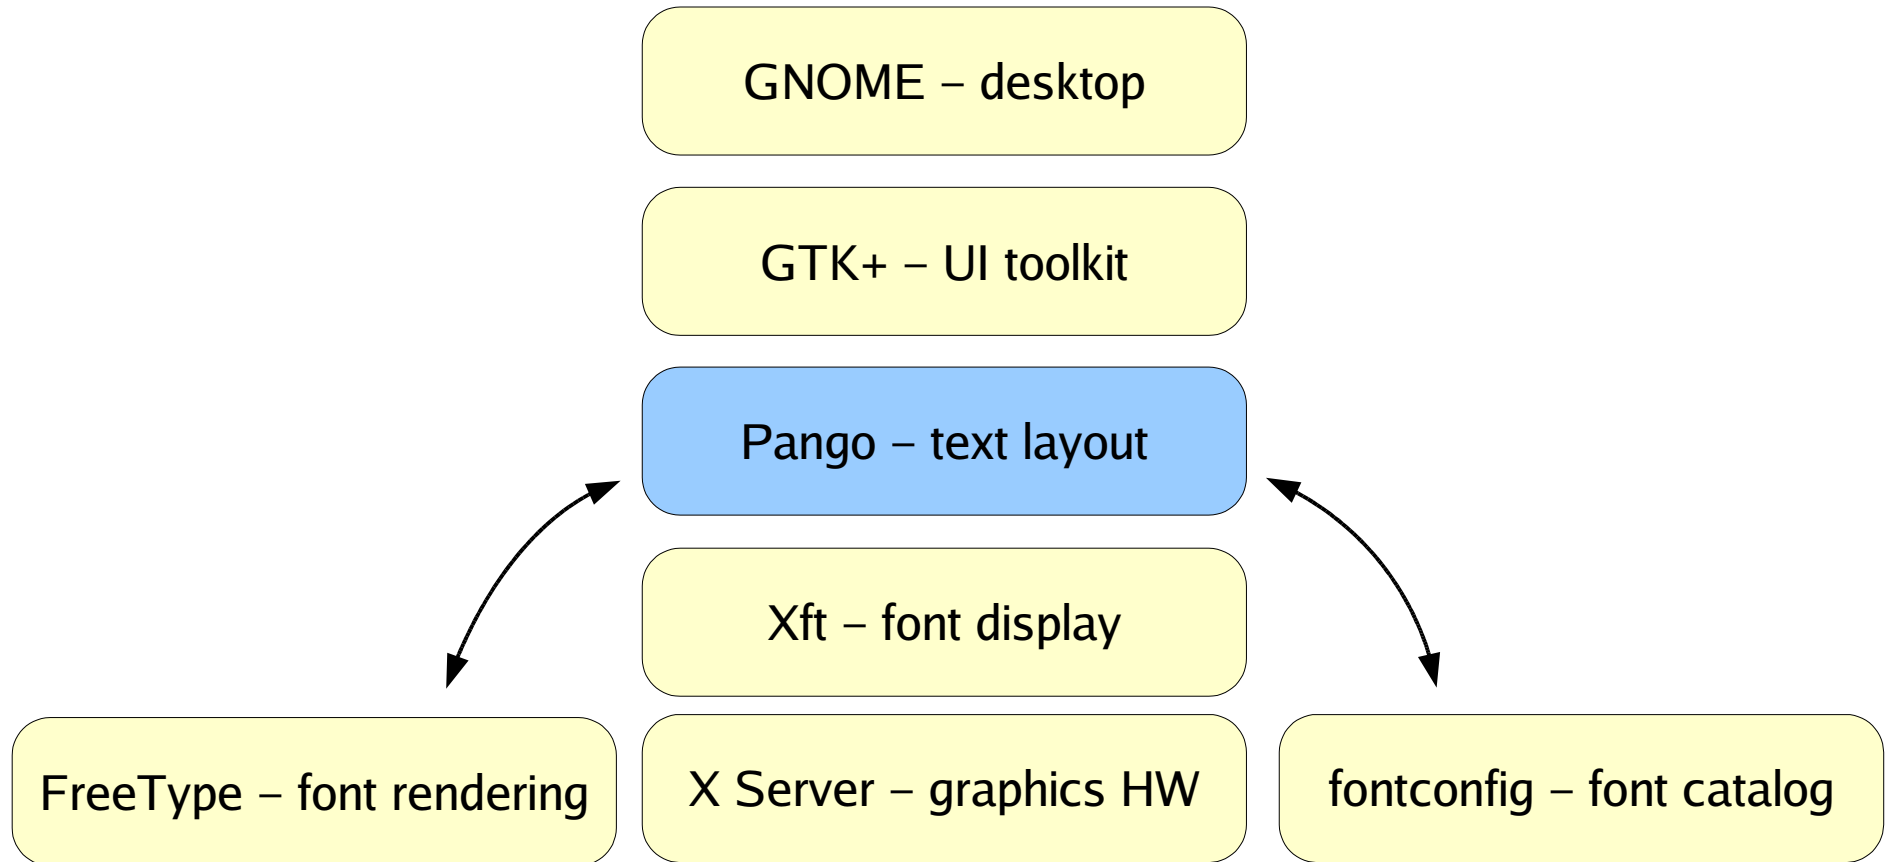 GNOME – desktop
GTK+ – UI toolkit
Pango – text layout
Xft – font display
FreeType – font rendering
X Server – graphics HW
fontconfig – font catalog